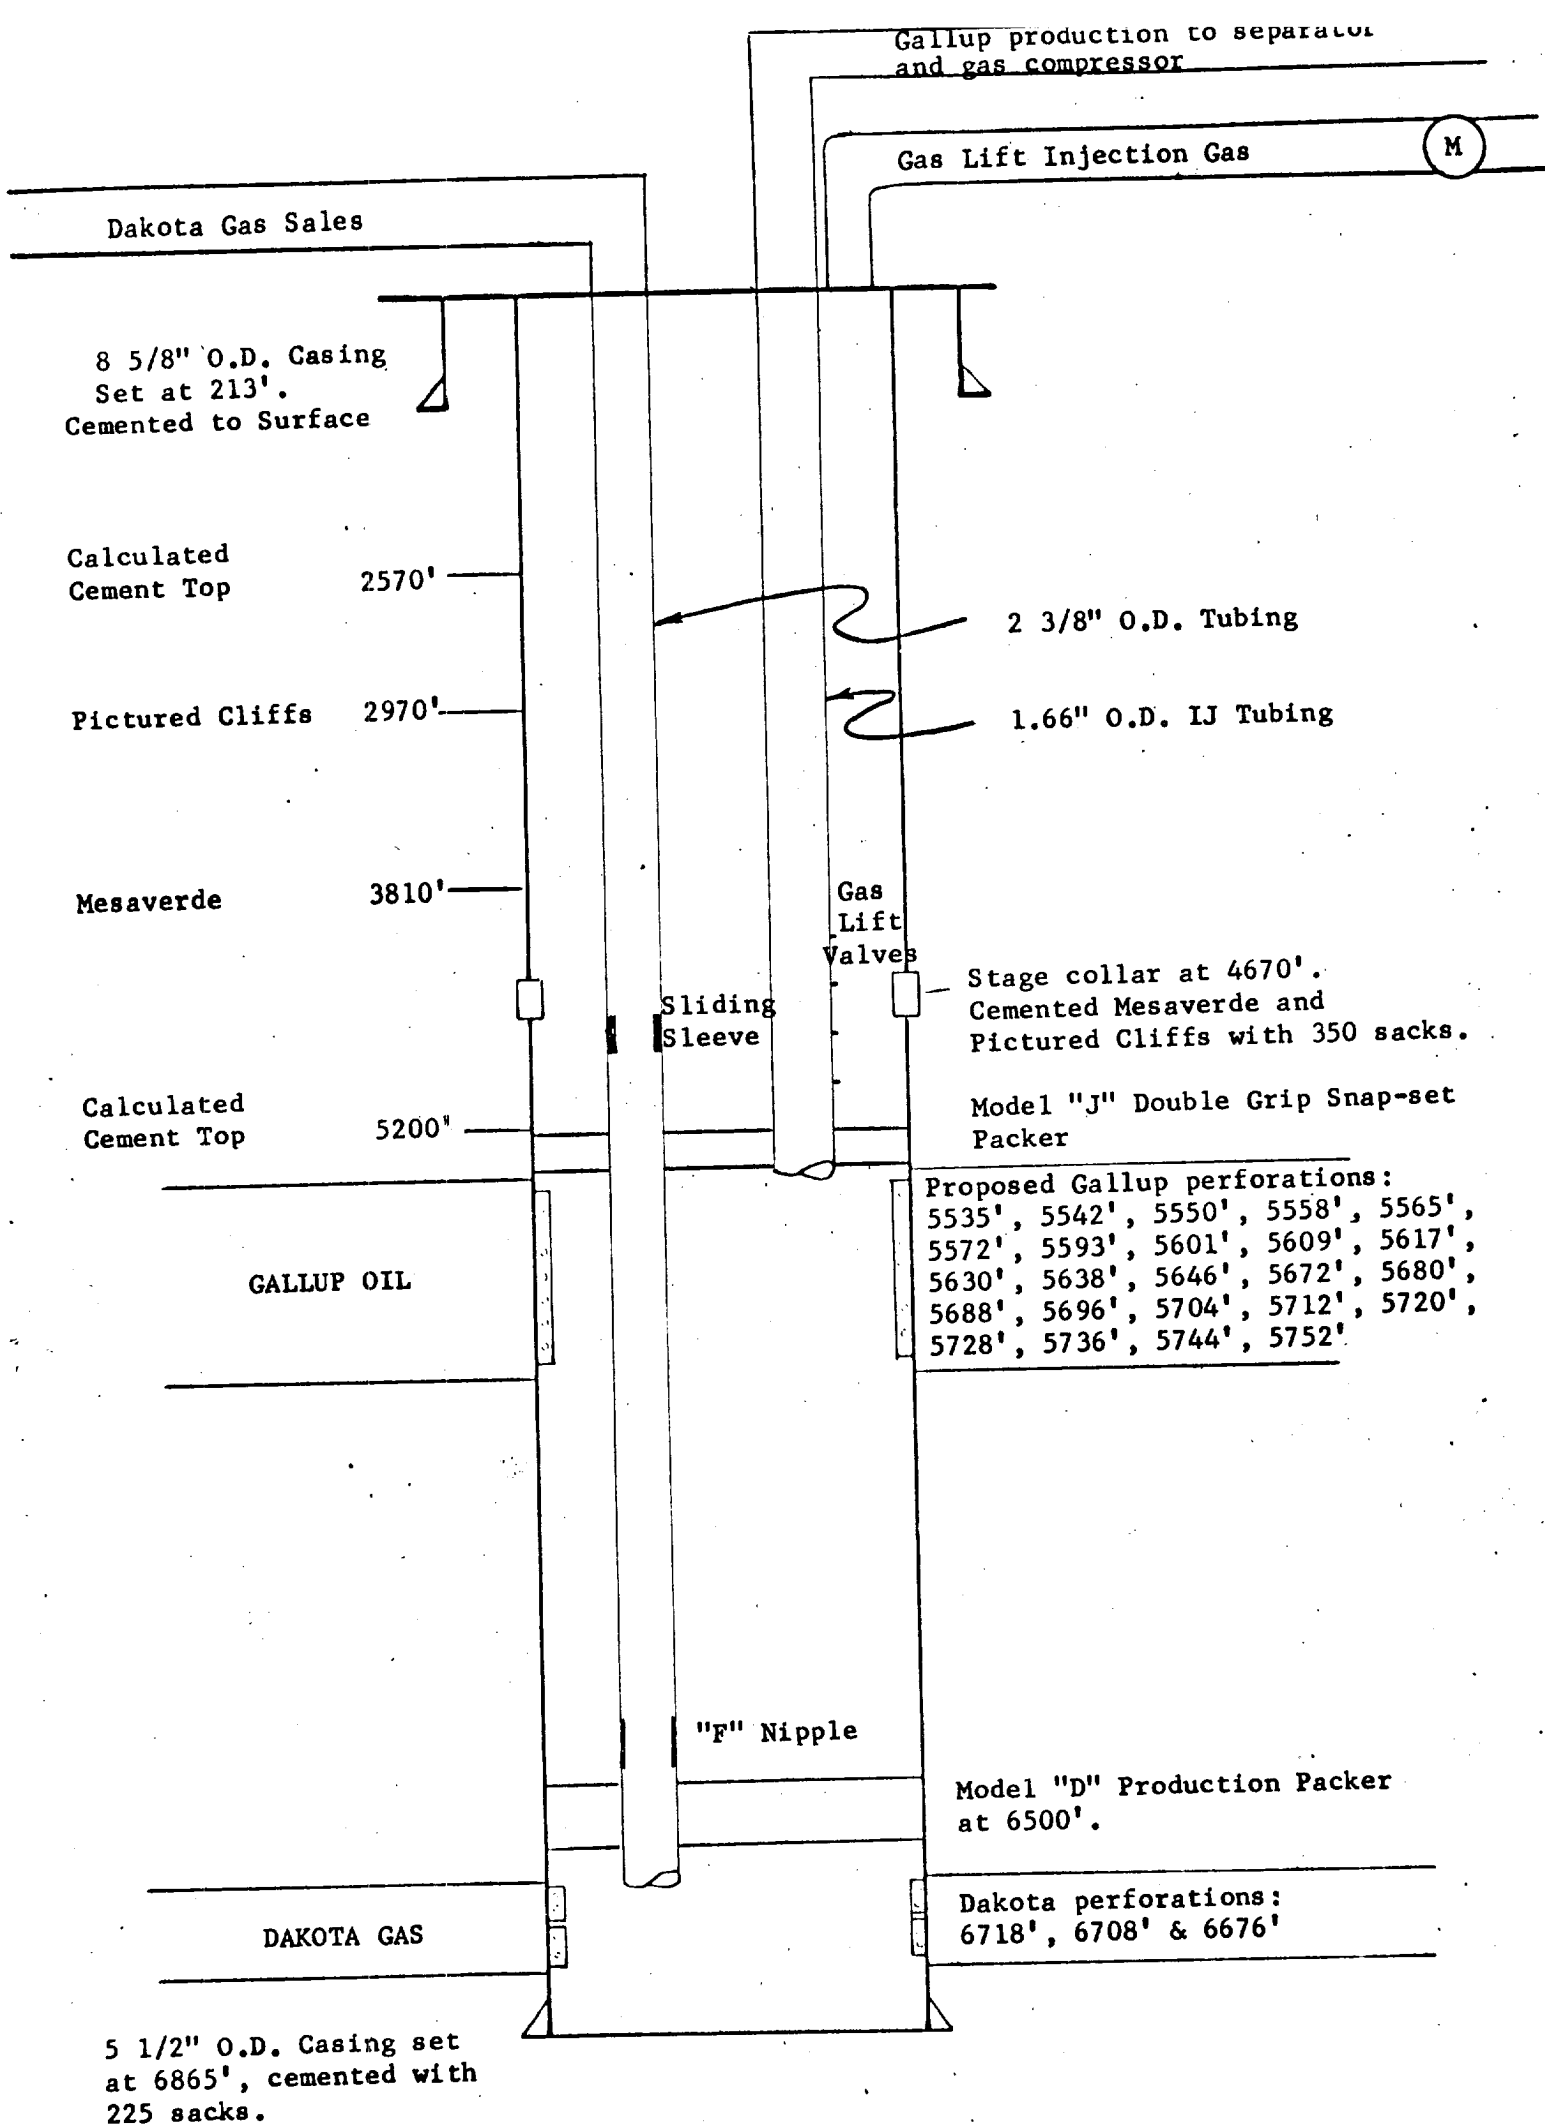 Gallup production to separator
and gas compressor
Gas Lift Injection Gas
M
Dakota Gas Sales
8 5/8" O.D. Casing
Set at 213'.
Cemented to Surface
Calculated
Cement Top 2570'
2 3/8" O.D. Tubing
Pictured Cliffs 2970'
1.66" O.D. IJ Tubing
Mesaverde 3810'
Gas
Lift
Valves
Stage collar at 4670'.
Cemented Mesaverde and
Pictured Cliffs with 350 sacks.
Sliding
Sleeve
Calculated
Cement Top 5200'
Model "J" Double Grip Snap-set
Packer
Proposed Gallup perforations:
5535', 5542', 5550', 5558', 5565',
5572', 5593', 5601', 5609', 5617',
5630', 5638', 5646', 5672', 5680',
5688', 5696', 5704', 5712', 5720',
5728', 5736', 5744', 5752'
GALLUP OIL
"F" Nipple
Model "D" Production Packer
at 6500'.
Dakota perforations:
6718', 6708' & 6676'
DAKOTA GAS
5 1/2" O.D. Casing set
at 6865', cemented with
225 sacks.